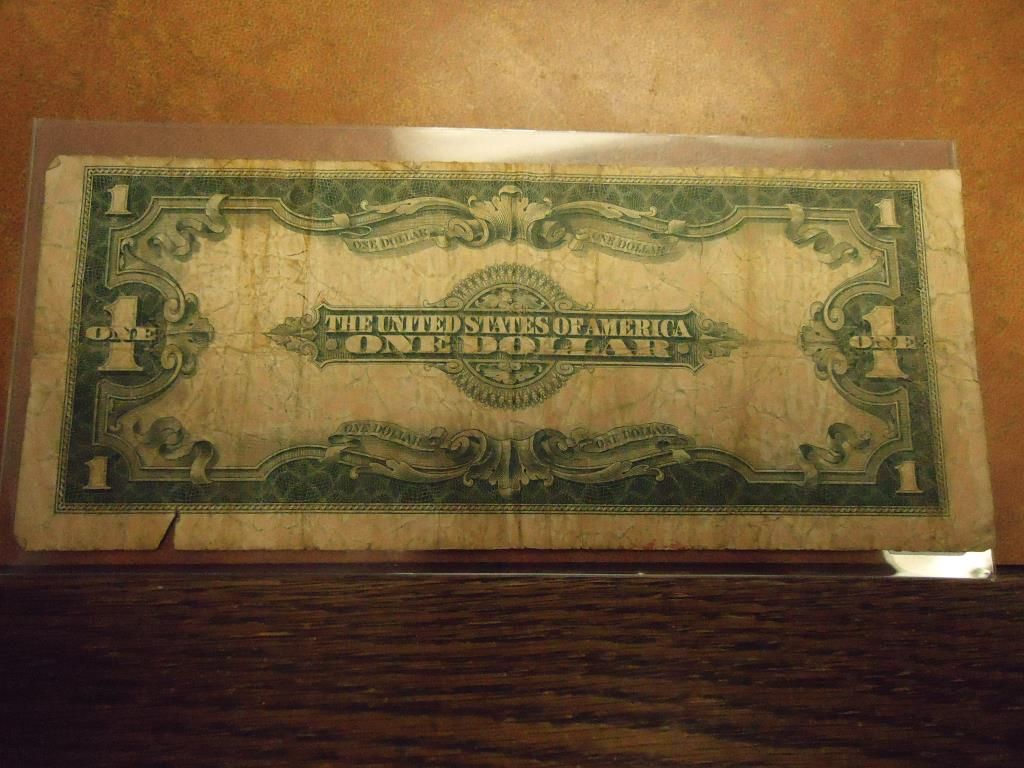 1 1
ONE DOLLAR ONE DOLLAR
THE UNITED STATES OF AMERICA
ONE 1 ONE 1
ONE DOLLAR
ONE DOLLAR ONE DOLLAR
1 1